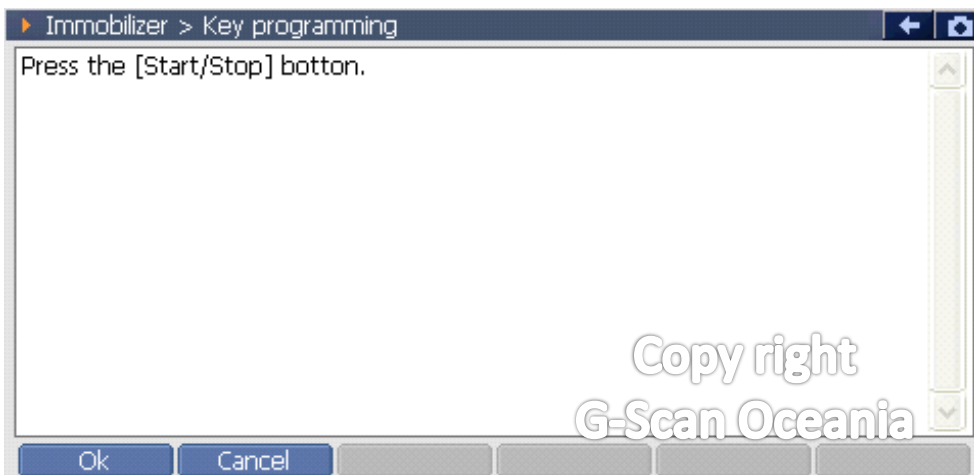 Immobilizer > Key programming
Press the [Start/Stop] botton.
Copy right
G-Scan Oceania
Ok
Cancel